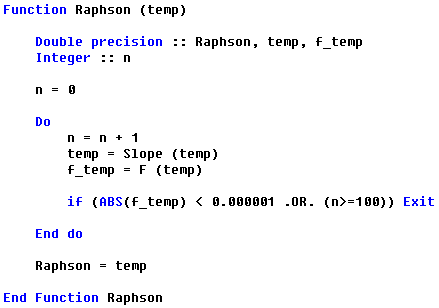 Function Raphson (temp)
Double precision :: Raphson, temp, f_temp
Integer :: n
n = 0
Do
n = n + 1
temp = Slope (temp)
f_temp = F (temp)
if (ABS(f_temp) < 0.000001 .OR. (n>=100)) Exit
End do
Raphson = temp
End Function Raphson